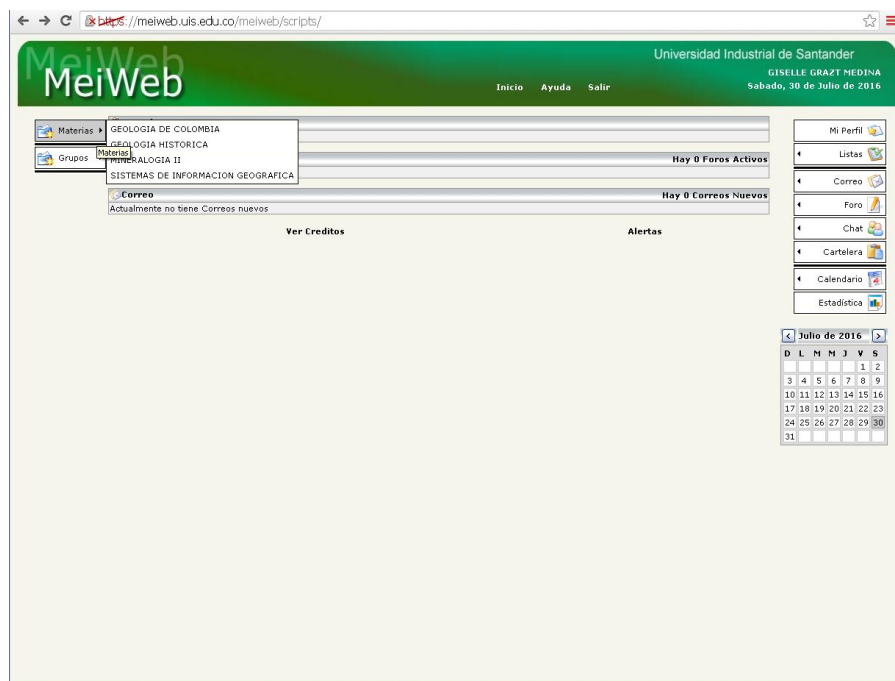 https://meiweb.uis.edu.co/meiweb/scripts/
MeiWeb
MeiWeb
Universidad Industrial de Santander
GISELLE GRAZT MEDINA
Inicio Ayuda Salir
Sabado, 30 de Julio de 2016
Materias
GEOLOGIA DE COLOMBIA
GEOLOGIA HISTORICA
Grupos
Materias
MINERALOGIA II
SISTEMAS DE INFORMACION GEOGRAFICA
Hay 0 Foros Activos
Correo
Hay 0 Correos Nuevos
Actualmente no tiene Correos nuevos
Ver Creditos
Alertas
Mi Perfil
Listas
Correo
Foro
Chat
Cartelera
Calendario
Estadística
Julio de 2016
D L M M J V S
1 2
3 4 5 6 7 8 9
10 11 12 13 14 15 16
17 18 19 20 21 22 23
24 25 26 27 28 29 30
31